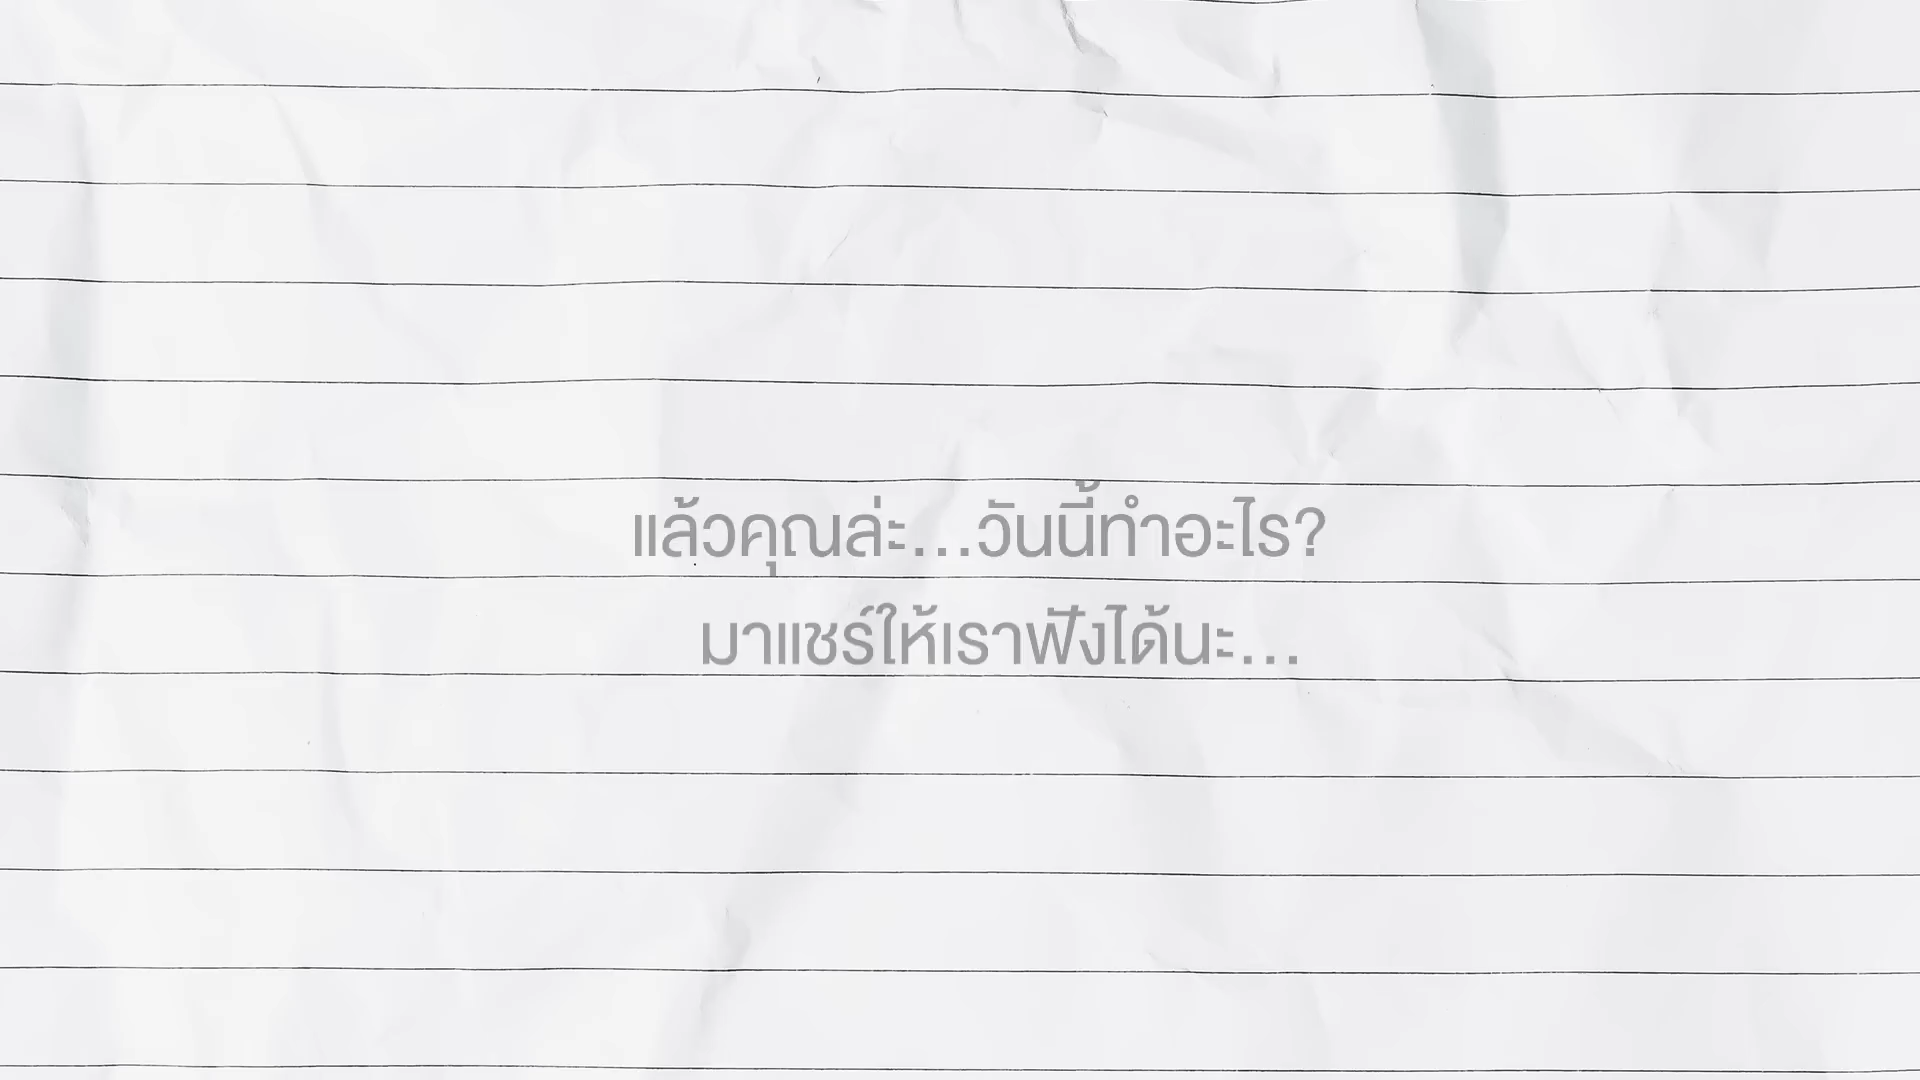 แล้วคุณล่ะ...วันนี้ทำอะไร?
มาแชร์ให้เราฟังได้นะ...